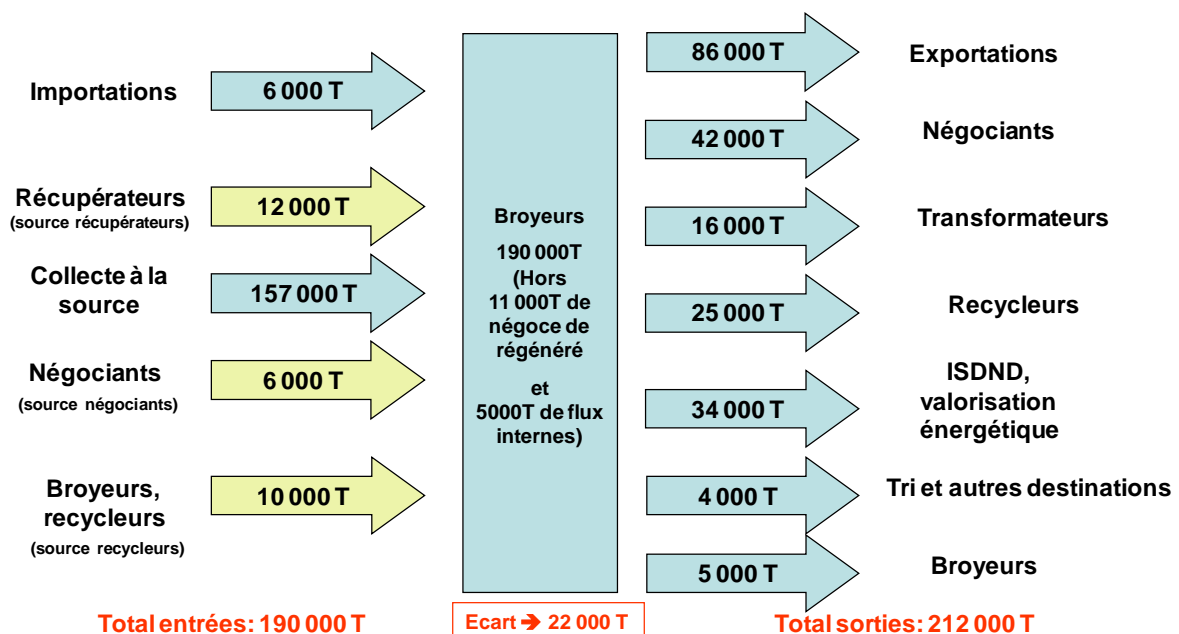 Importations
6 000 T
Récupérateurs
(source récupérateurs)
12 000 T
Collecte à la
source
157 000 T
Négociants
(source négociants)
6 000 T
Broyeurs,
recycleurs
(source recycleurs)
10 000 T
Total entrées: 190 000 T
Broyeurs
190 000T
(Hors
11 000T de
négoce de
régénéré
et
5000T de flux
internes)
Ecart ➔ 22 000 T
86 000 T
Exportations
42 000 T
Négociants
16 000 T
Transformateurs
25 000 T
Recycleurs
34 000 T
ISDND,
valorisation
énergétique
4 000 T
Tri et autres destinations
5 000 T
Broyeurs
Total sorties: 212 000 T